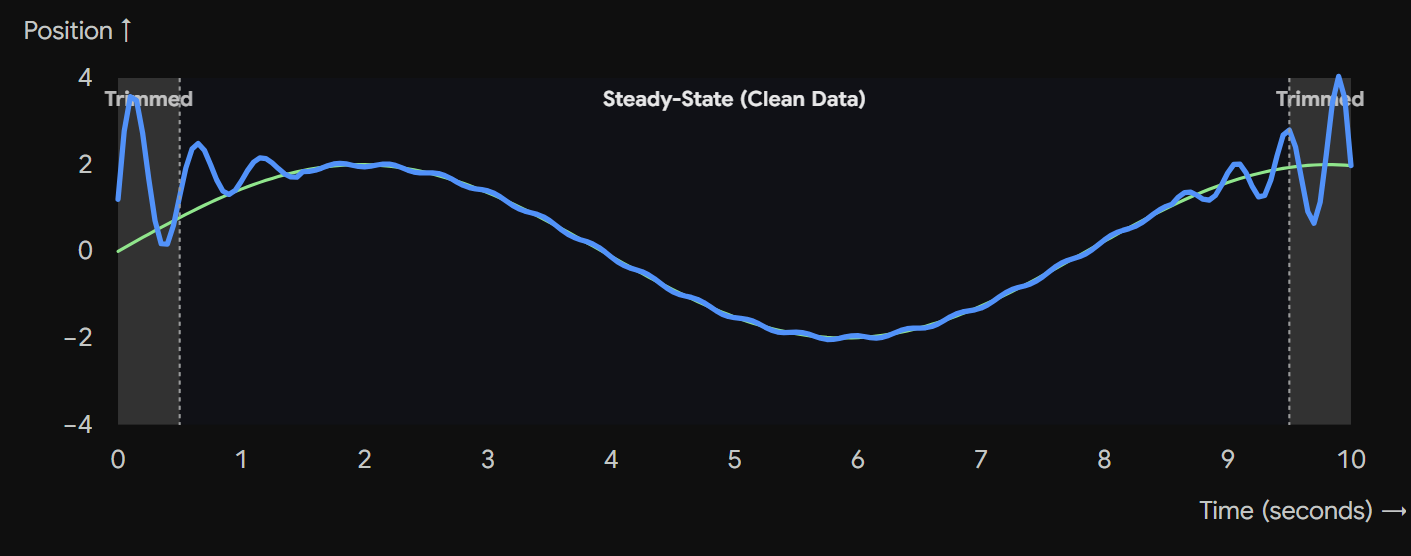 Position ↑
Trimmed
Steady-State (Clean Data)
Trimmed
4
2
0
−2
−4
0 1 2 3 4 5 6 7 8 9 10
Time (seconds) →